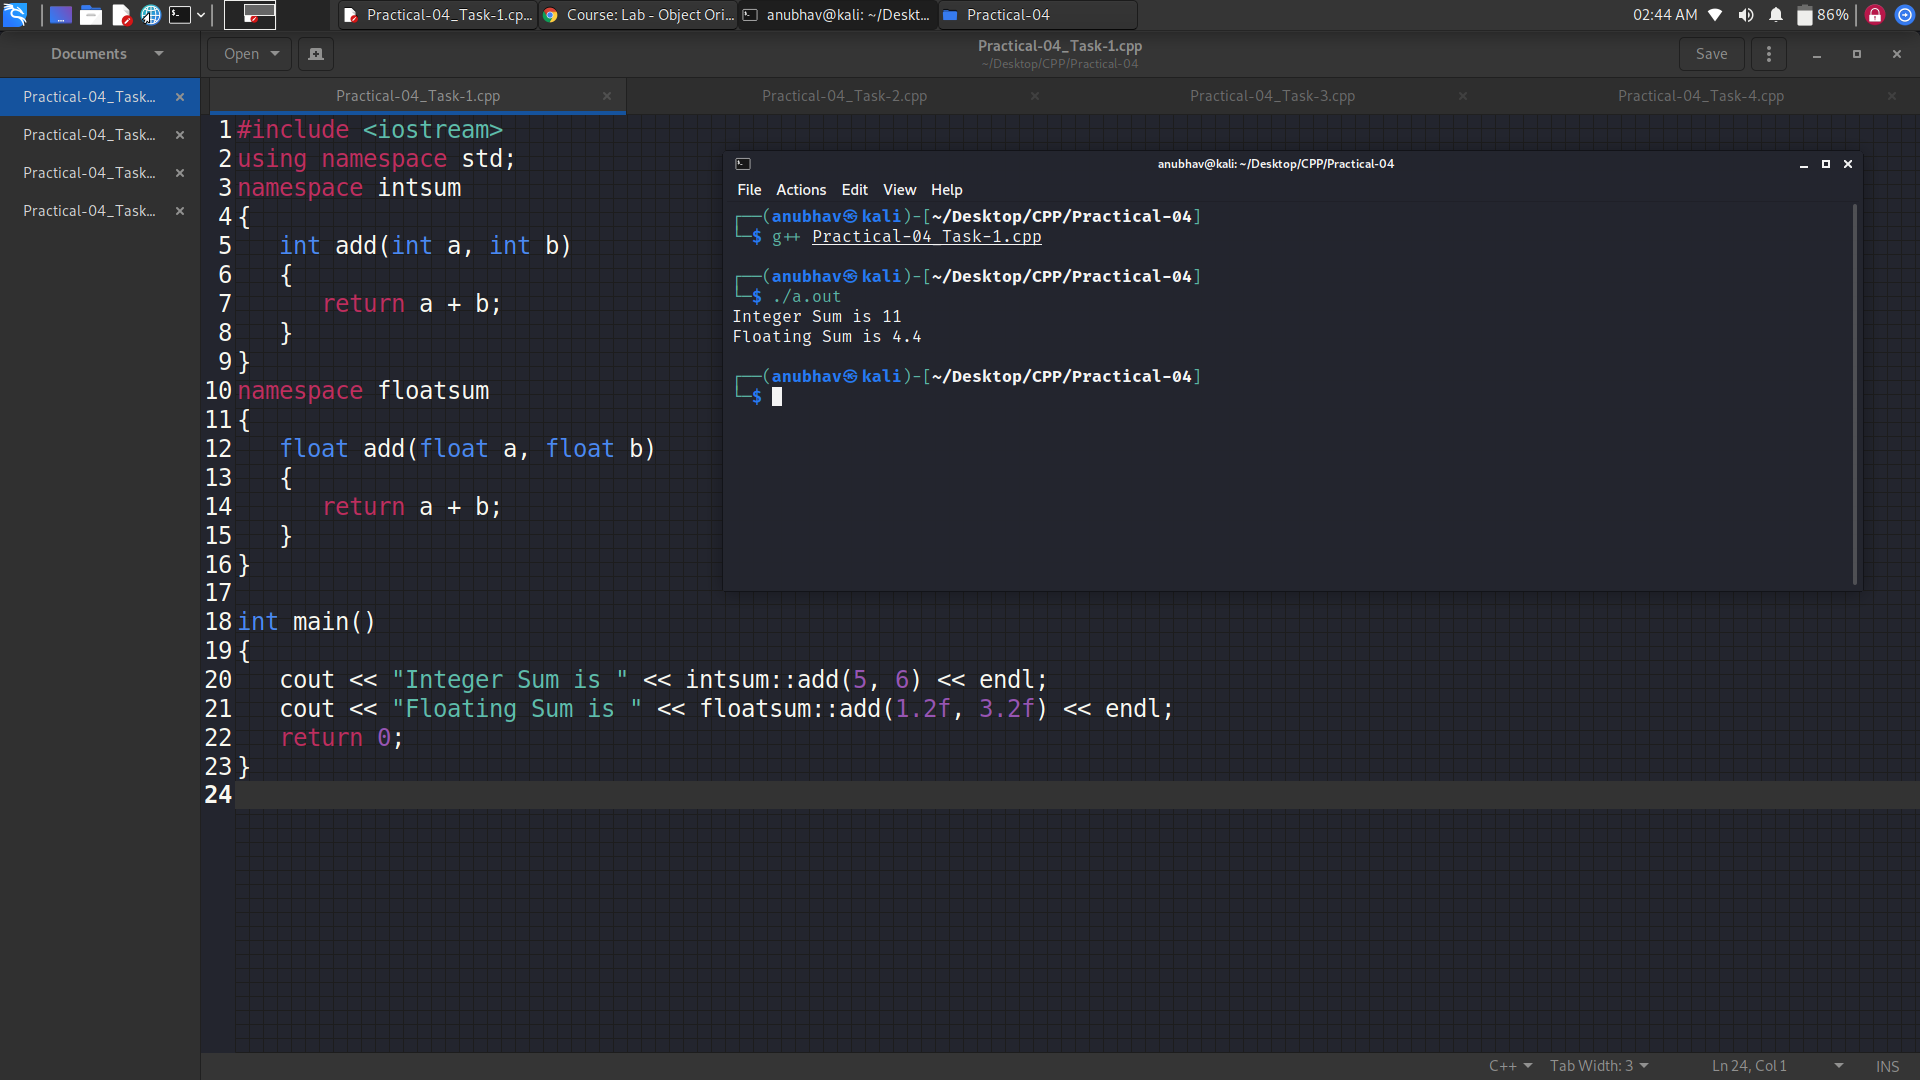 Practical-04_Task-1.cp...
Course: Lab - Object Ori...
anubhav@kali: ~/Deskt...
Practical-04
02:44 AM
86%
Documents
Open
Practical-04_Task-1.cpp
~/Desktop/CPP/Practical-04
Save
Practical-04_Task...
Practical-04_Task...
Practical-04_Task...
Practical-04_Task...
Practical-04_Task-1.cpp
Practical-04_Task-2.cpp
Practical-04_Task-3.cpp
Practical-04_Task-4.cpp
1 #include <iostream>
2 using namespace std;
3 namespace intsum
4 {
5    int add(int a, int b)
6    {
7       return a + b;
8    }
9 }
10 namespace floatsum
11 {
12    float add(float a, float b)
13    {
14       return a + b;
15    }
16 }
17
18 int main()
19 {
20    cout << "Integer Sum is " << intsum::add(5, 6) << endl;
21    cout << "Floating Sum is " << floatsum::add(1.2f, 3.2f) << endl;
22    return 0;
23 }
24
anubhav@kali: ~/Desktop/CPP/Practical-04
File Actions Edit View Help
┌──(anubhav㉿kali)-[~/Desktop/CPP/Practical-04]
└─$ g++ Practical-04_Task-1.cpp
┌──(anubhav㉿kali)-[~/Desktop/CPP/Practical-04]
└─$ ./a.out
Integer Sum is 11
Floating Sum is 4.4
┌──(anubhav㉿kali)-[~/Desktop/CPP/Practical-04]
└─$
C++
Tab Width: 3
Ln 24, Col 1
INS